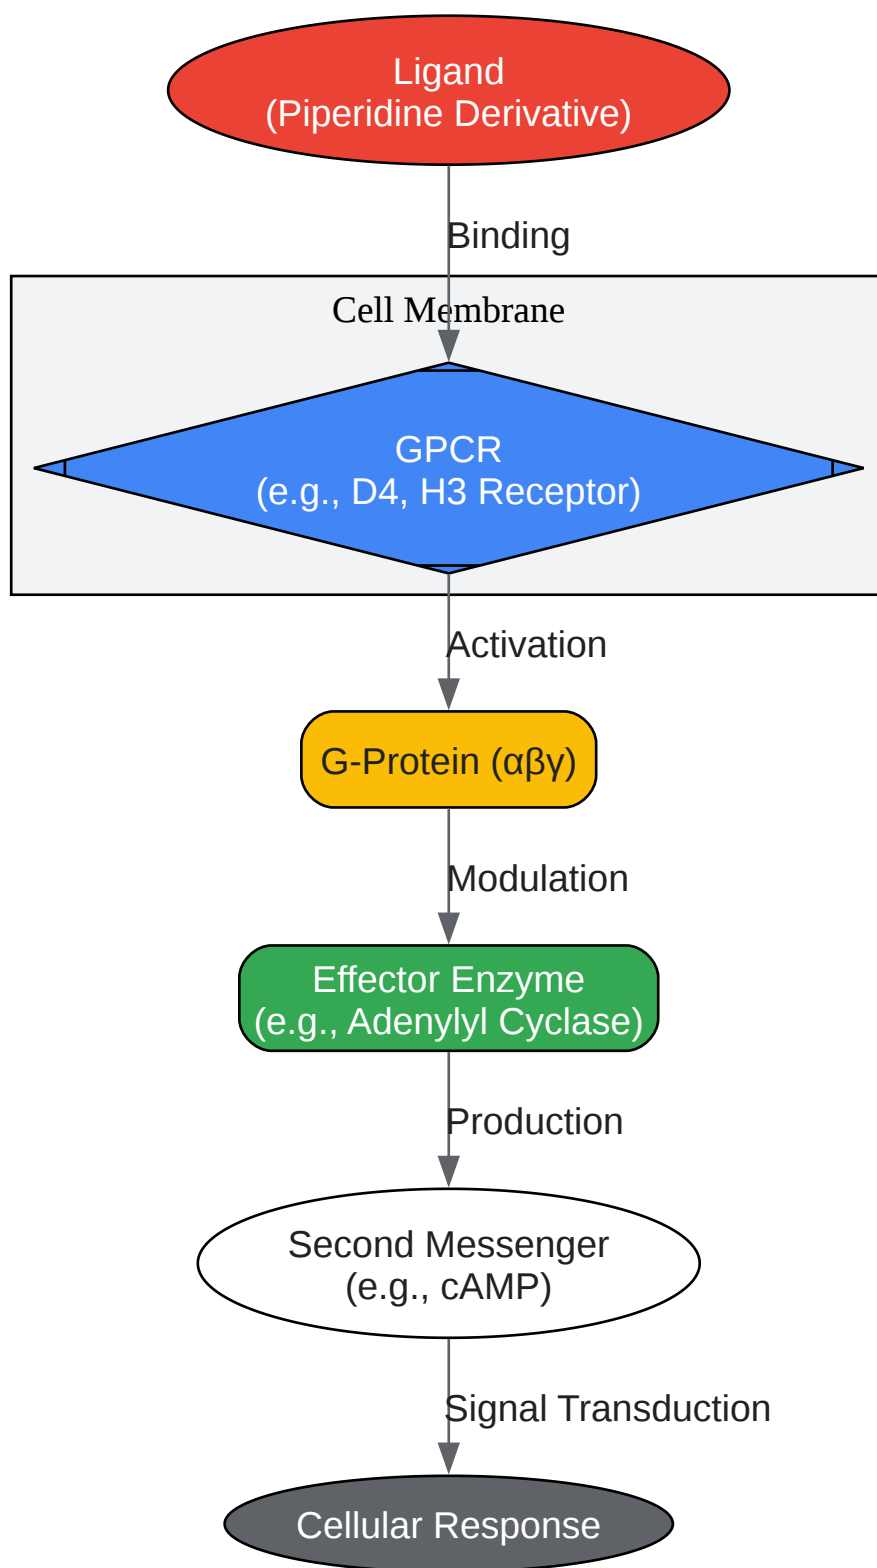 Ligand
(Piperidine Derivative)
Binding
Cell Membrane
GPCR
(e.g., D4, H3 Receptor)
Activation
G-Protein (αβγ)
Modulation
Effector Enzyme
(e.g., Adenylyl Cyclase)
Production
Second Messenger
(e.g., cAMP)
Signal Transduction
Cellular Response